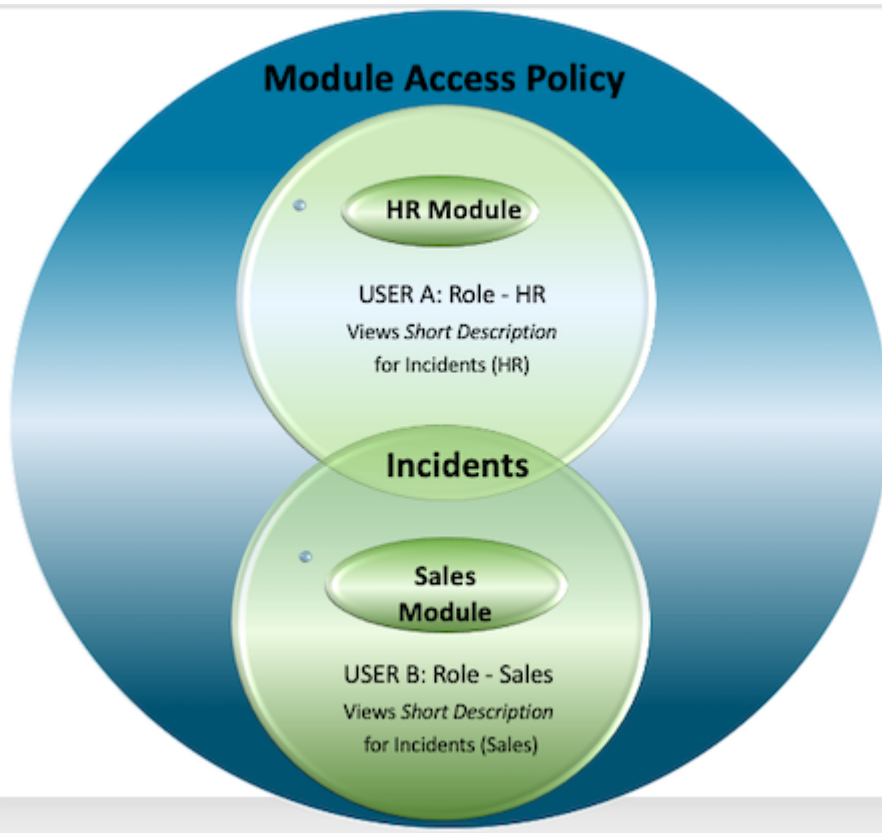 Module Access Policy
HR Module
USER A: Role - HR
Views Short Description
for Incidents (HR)
Incidents
Sales
Module
USER B: Role - Sales
Views Short Description
for Incidents (Sales)